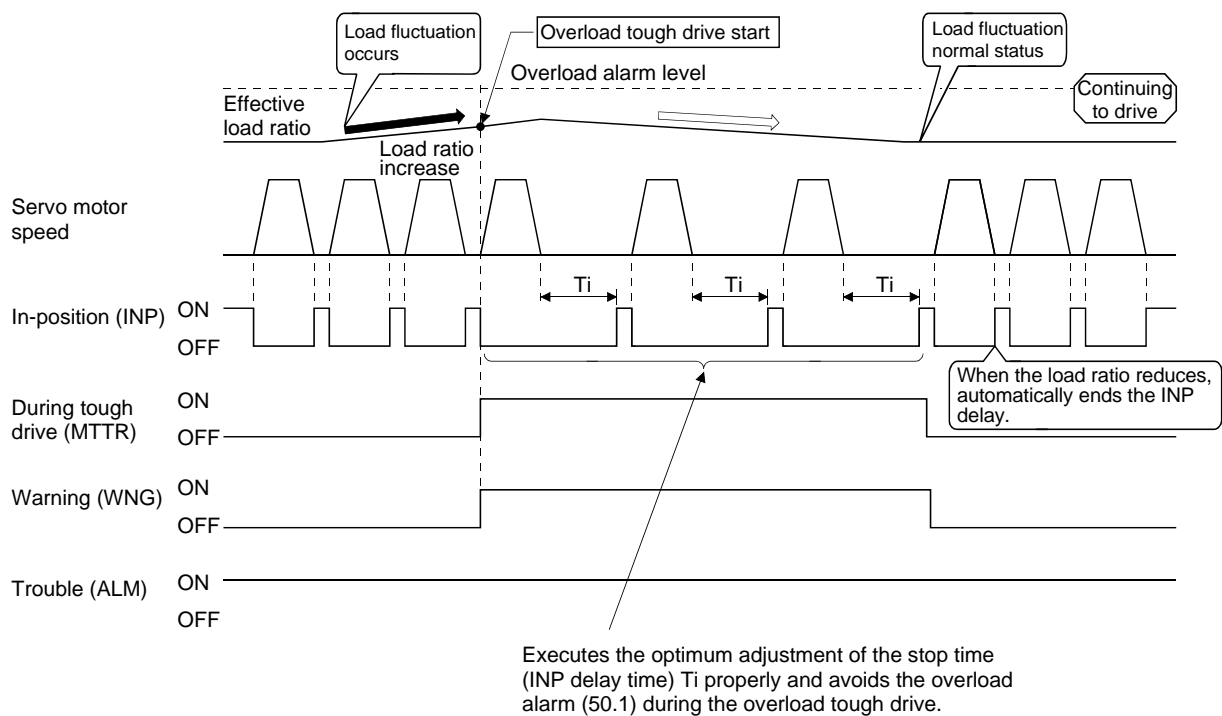 Load fluctuation
occurs
Overload tough drive start
Load fluctuation
normal status
Overload alarm level
Continuing
to drive
Effective
load ratio
Load ratio
increase
Servo motor
speed
Ti
Ti
Ti
In-position (INP)
ON
OFF
When the load ratio reduces,
automatically ends the INP
delay.
During tough
drive (MTTR)
ON
OFF
Warning (WNG)
ON
OFF
Trouble (ALM)
ON
OFF
Executes the optimum adjustment of the stop time
(INP delay time) Ti properly and avoids the overload
alarm (50.1) during the overload tough drive.